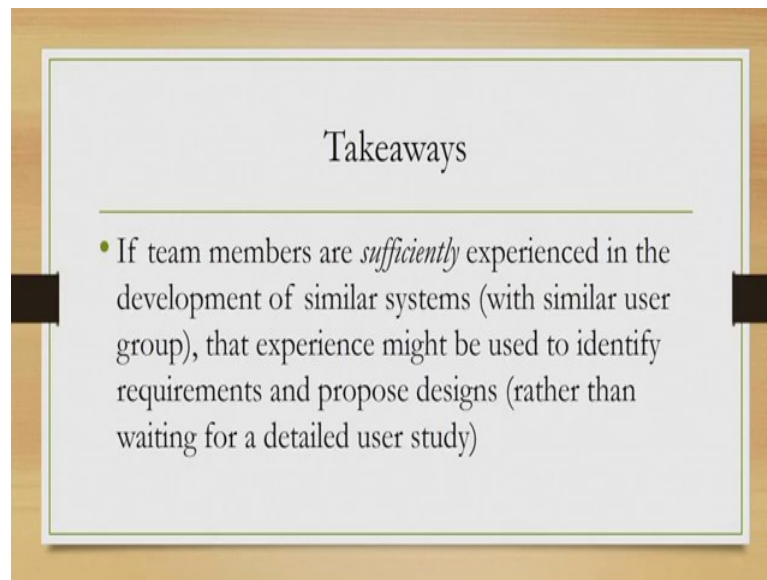 Takeaways
• If team members are sufficiently experienced in the
development of similar systems (with similar user
group), that experience might be used to identify
requirements and propose designs (rather than
waiting for a detailed user study)